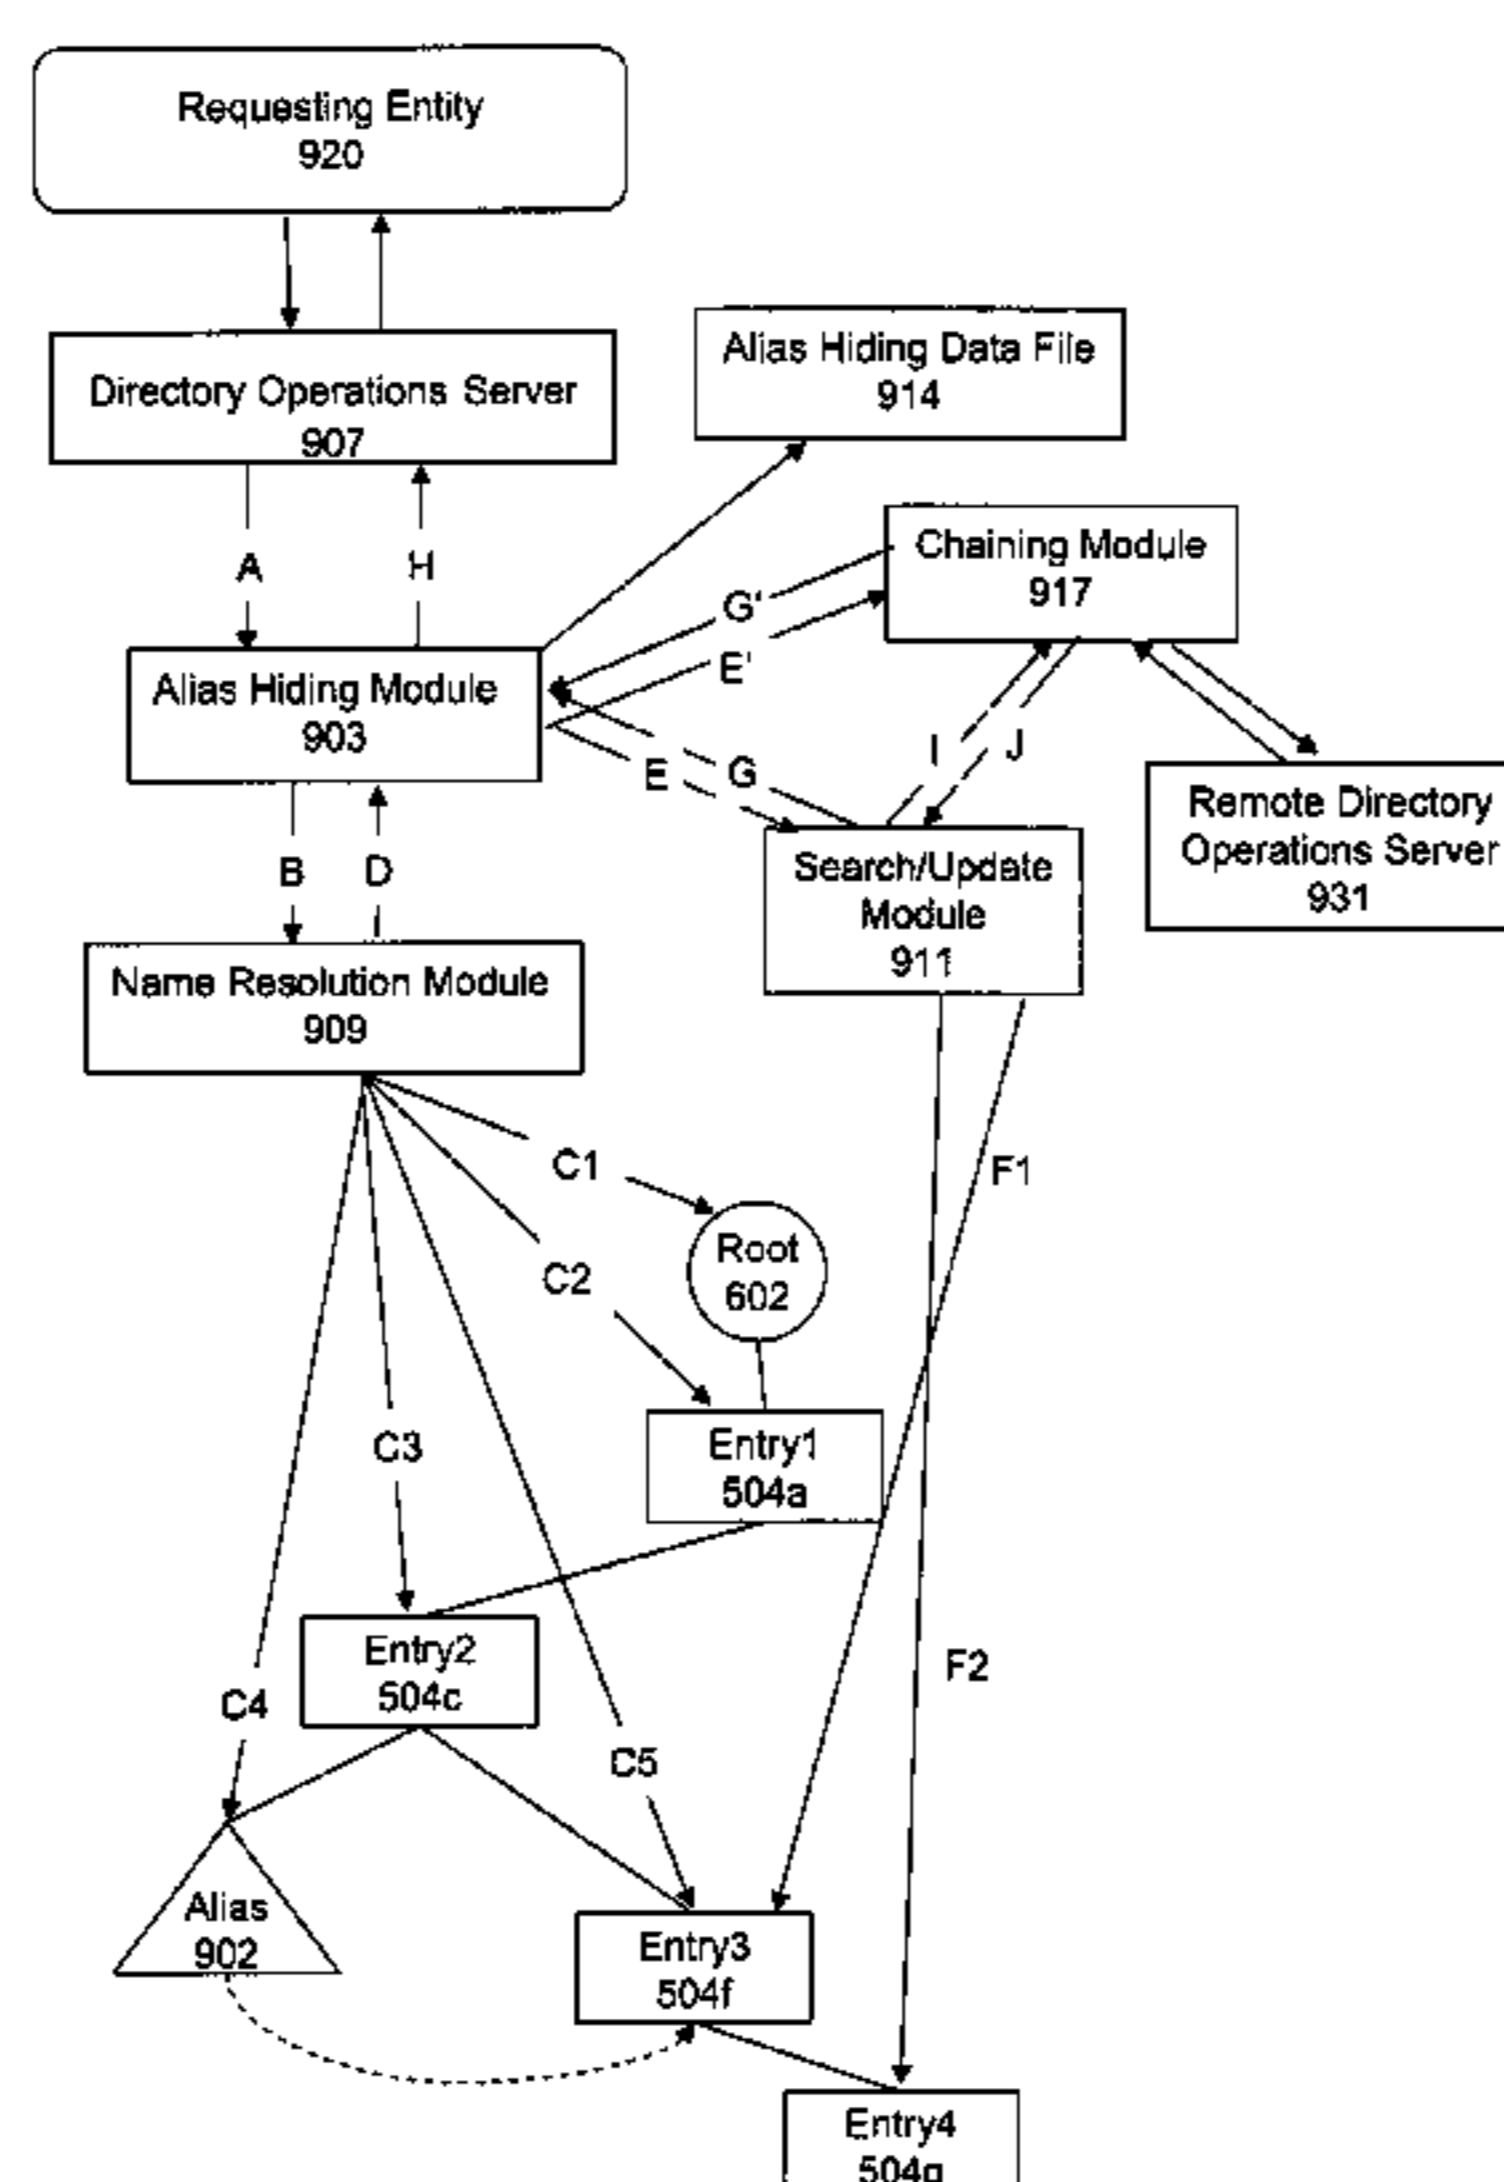 Requesting Entity
920
Directory Operations Server
907
Alias Hiding Data File
914
A
H
Chaining Module
917
G'
E'
Alias Hiding Module
903
I
J
E
G
Remote Directory
Operations Server
931
B
D
Search/Update
Module
911
Name Resolution Module
909
C1
F1
Root
602
C2
C3
Entry1
504a
Entry2
504c
F2
C4
C5
Alias
902
Entry3
504f
Entry4
504g